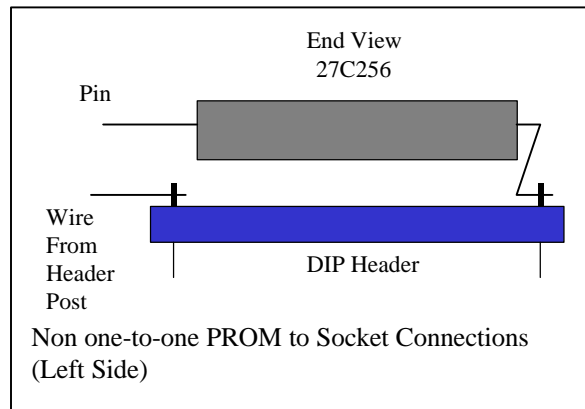 End View
27C256
Pin
Wire
From
Header
Post
DIP Header
Non one-to-one PROM to Socket Connections
(Left Side)